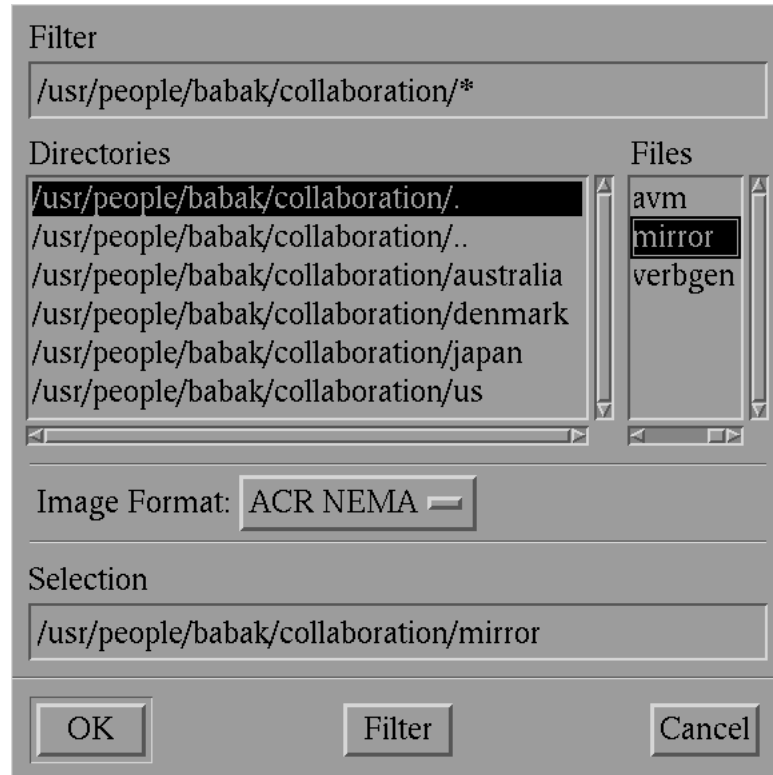 Filter
/usr/people/babak/collaboration/*
Directories
/usr/people/babak/collaboration/.
/usr/people/babak/collaboration/..
/usr/people/babak/collaboration/australia
/usr/people/babak/collaboration/denmark
/usr/people/babak/collaboration/japan
/usr/people/babak/collaboration/us
Files
avm
mirror
verbgen
Image Format: ACR NEMA
Selection
/usr/people/babak/collaboration/mirror
OK Filter Cancel